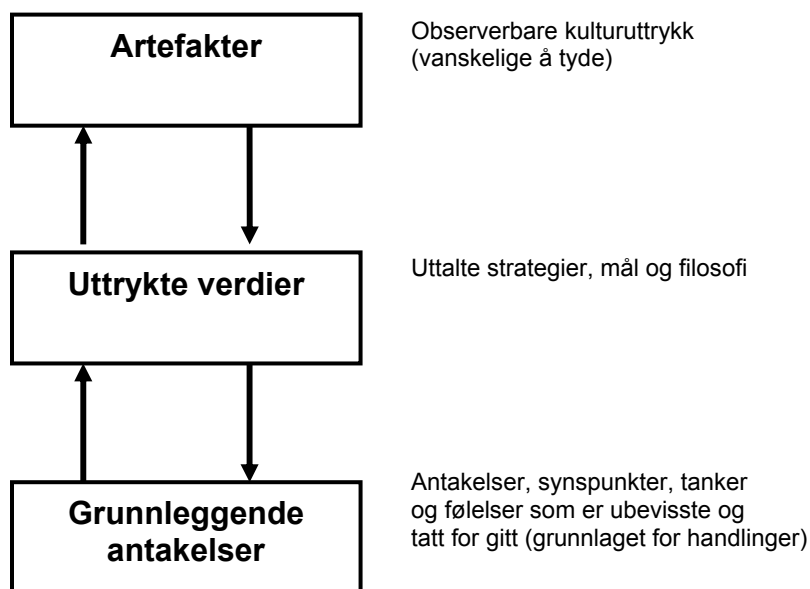 Artefakter
Observerbare kulturuttrykk
(vanskelige å tyde)
Uttrykte verdier
Uttalte strategier, mål og filosofi
Grunnleggende
antakelser
Antakelser, synspunkter, tanker
og følelser som er ubevisste og
tatt for gitt (grunnlaget for handlinger)